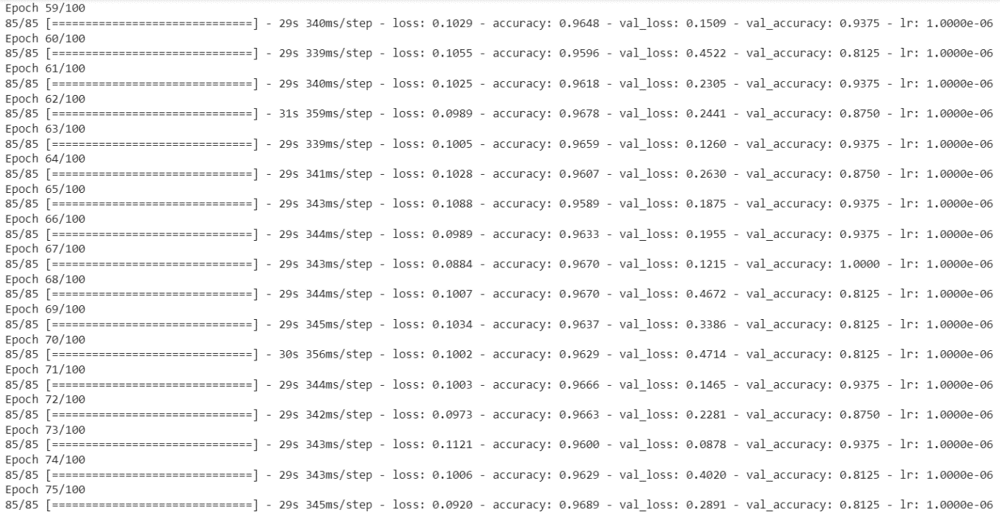 Epoch 59/100
85/85 [==============================] - 29s 340ms/step - loss: 0.1029 - accuracy: 0.9648 - val_loss: 0.1509 - val_accuracy: 0.9375 - lr: 1.0000e-06
Epoch 60/100
85/85 [==============================] - 29s 339ms/step - loss: 0.1055 - accuracy: 0.9596 - val_loss: 0.4522 - val_accuracy: 0.8125 - lr: 1.0000e-06
Epoch 61/100
85/85 [==============================] - 29s 340ms/step - loss: 0.1025 - accuracy: 0.9618 - val_loss: 0.2305 - val_accuracy: 0.9375 - lr: 1.0000e-06
Epoch 62/100
85/85 [==============================] - 31s 359ms/step - loss: 0.0989 - accuracy: 0.9678 - val_loss: 0.2441 - val_accuracy: 0.8750 - lr: 1.0000e-06
Epoch 63/100
85/85 [==============================] - 29s 339ms/step - loss: 0.1005 - accuracy: 0.9659 - val_loss: 0.1260 - val_accuracy: 0.9375 - lr: 1.0000e-06
Epoch 64/100
85/85 [==============================] - 29s 341ms/step - loss: 0.1028 - accuracy: 0.9607 - val_loss: 0.2630 - val_accuracy: 0.8750 - lr: 1.0000e-06
Epoch 65/100
85/85 [==============================] - 29s 343ms/step - loss: 0.1088 - accuracy: 0.9589 - val_loss: 0.1875 - val_accuracy: 0.9375 - lr: 1.0000e-06
Epoch 66/100
85/85 [==============================] - 29s 344ms/step - loss: 0.0989 - accuracy: 0.9633 - val_loss: 0.1955 - val_accuracy: 0.9375 - lr: 1.0000e-06
Epoch 67/100
85/85 [==============================] - 29s 343ms/step - loss: 0.0884 - accuracy: 0.9670 - val_loss: 0.1215 - val_accuracy: 1.0000 - lr: 1.0000e-06
Epoch 68/100
85/85 [==============================] - 29s 344ms/step - loss: 0.1007 - accuracy: 0.9670 - val_loss: 0.4672 - val_accuracy: 0.8125 - lr: 1.0000e-06
Epoch 69/100
85/85 [==============================] - 29s 345ms/step - loss: 0.1034 - accuracy: 0.9637 - val_loss: 0.3386 - val_accuracy: 0.8125 - lr: 1.0000e-06
Epoch 70/100
85/85 [==============================] - 30s 356ms/step - loss: 0.1002 - accuracy: 0.9629 - val_loss: 0.4714 - val_accuracy: 0.8125 - lr: 1.0000e-06
Epoch 71/100
85/85 [==============================] - 29s 344ms/step - loss: 0.1003 - accuracy: 0.9666 - val_loss: 0.1465 - val_accuracy: 0.9375 - lr: 1.0000e-06
Epoch 72/100
85/85 [==============================] - 29s 342ms/step - loss: 0.0973 - accuracy: 0.9663 - val_loss: 0.2281 - val_accuracy: 0.8750 - lr: 1.0000e-06
Epoch 73/100
85/85 [==============================] - 29s 343ms/step - loss: 0.1121 - accuracy: 0.9600 - val_loss: 0.0878 - val_accuracy: 0.9375 - lr: 1.0000e-06
Epoch 74/100
85/85 [==============================] - 29s 343ms/step - loss: 0.1006 - accuracy: 0.9629 - val_loss: 0.4020 - val_accuracy: 0.8125 - lr: 1.0000e-06
Epoch 75/100
85/85 [==============================] - 29s 345ms/step - loss: 0.0920 - accuracy: 0.9689 - val_loss: 0.2891 - val_accuracy: 0.8125 - lr: 1.0000e-06